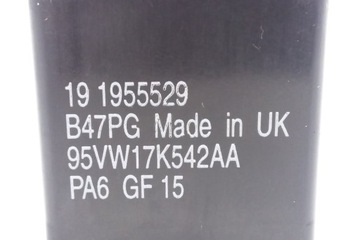 19 1955529
B47PG Made in UK
95VW17K542AA
PA6 GF 15